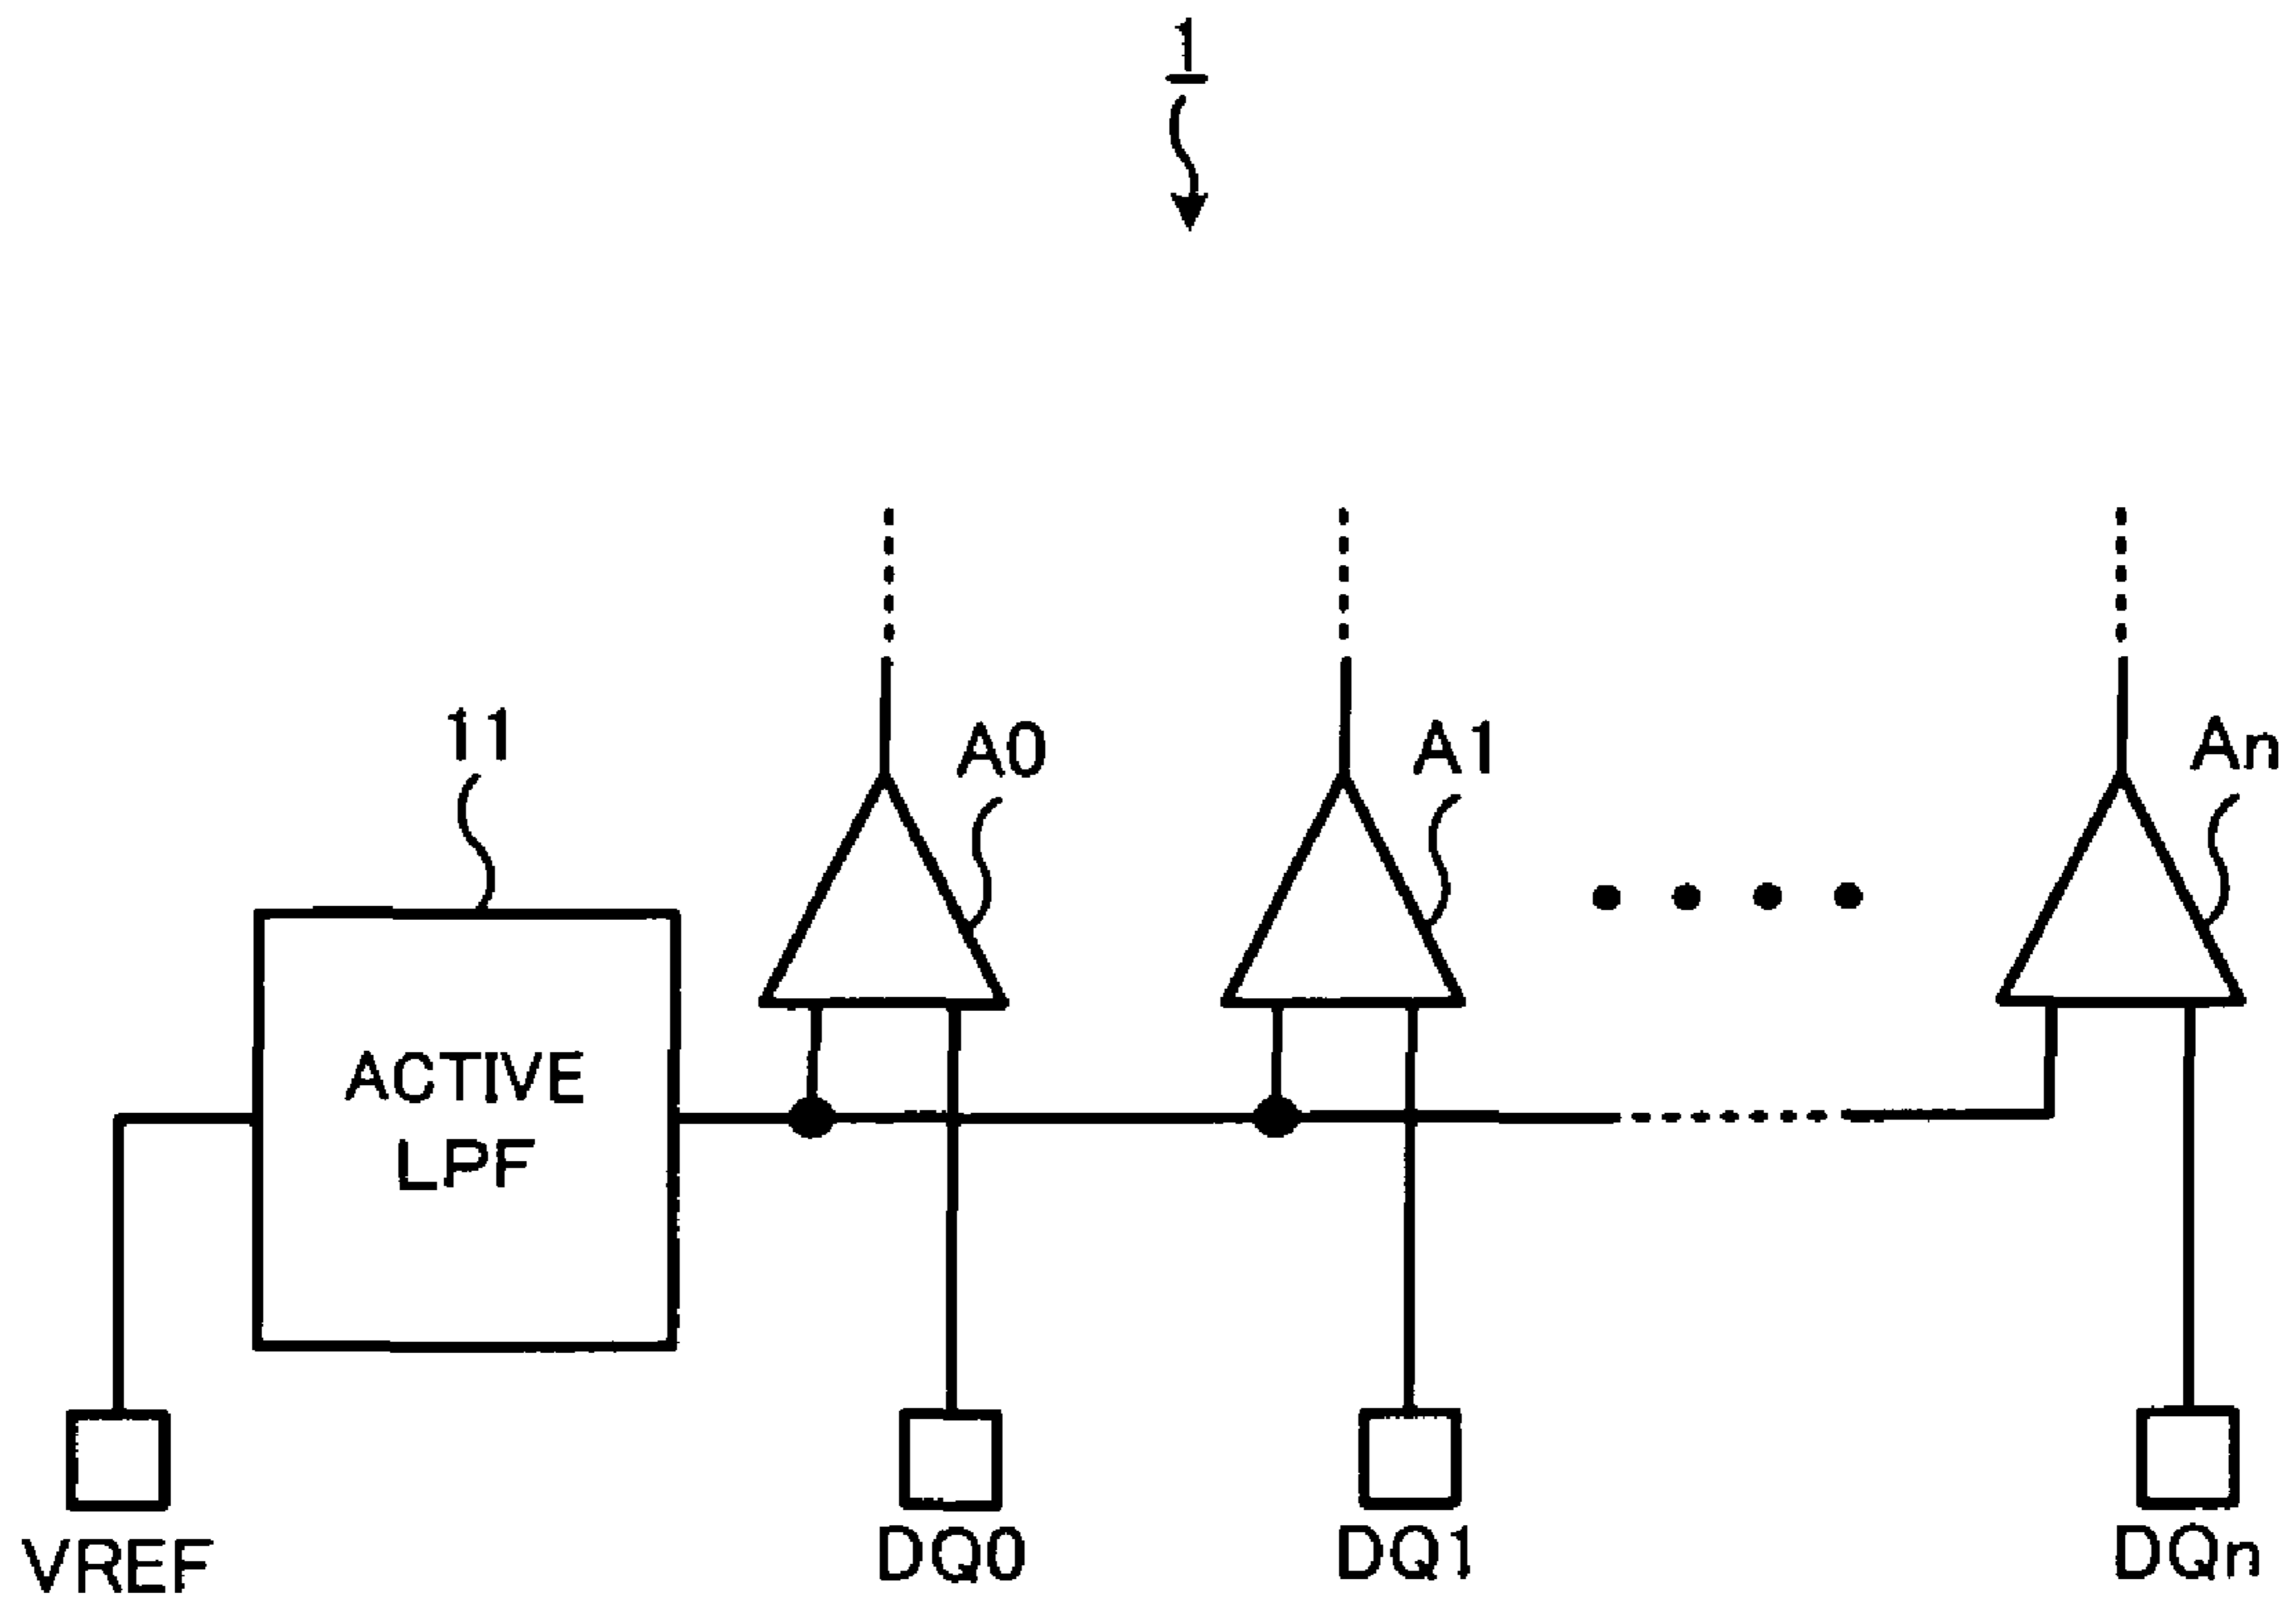 1
11
A0
A1
An
ACTIVE
LPF
VREF
DQ0
DQ1
DQn